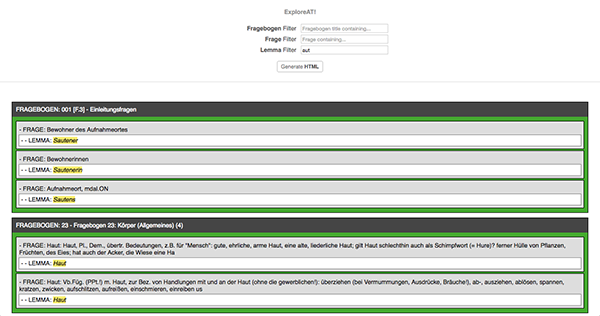 ExploreAT!
Fragebogen Filter Fragebogen title containing...
Frage Filter Frage containing...
Lemma Filter aut
Generate HTML
FRAGEBOGEN: 001 [F.3] - Einleitungsfragen
- FRAGE: Bewohner des Aufnahmeortes
- - LEMMA: Sautener
- FRAGE: Bewohnerinnen
- - LEMMA: Sautenerin
- FRAGE: Aufnahmeort, mdal.ON
- - LEMMA: Sautens
FRAGEBOGEN: 23 - Fragebogen 23: Körper (Allgemeines) (4)
- FRAGE: Haut: Haut, Pl., Dem., übertr. Bedeutungen, z.B. für "Mensch": gute, ehrliche, arme Haut, eine alte, liederliche Haut; gilt Haut schlechthin auch als Schimpfwort (= Hure)? ferner Hülle von Pflanzen,
Früchten, des Eies; hat auch der Acker, die Wiese eine Ha
- - LEMMA: Haut
- FRAGE: Haut: Vb.Füg. (PPt.!) m. Haut, zur Bez. von Handlungen mit und an der Haut (ohne die gewerblichen!): überziehen (bei Vermummungen, Ausdrücke, Bräuche!), ab-, ausziehen, ablösen, spannen,
kratzen, zwicken, aufschlitzen, aufreißen, einschmieren, einreiben us
- - LEMMA: Haut